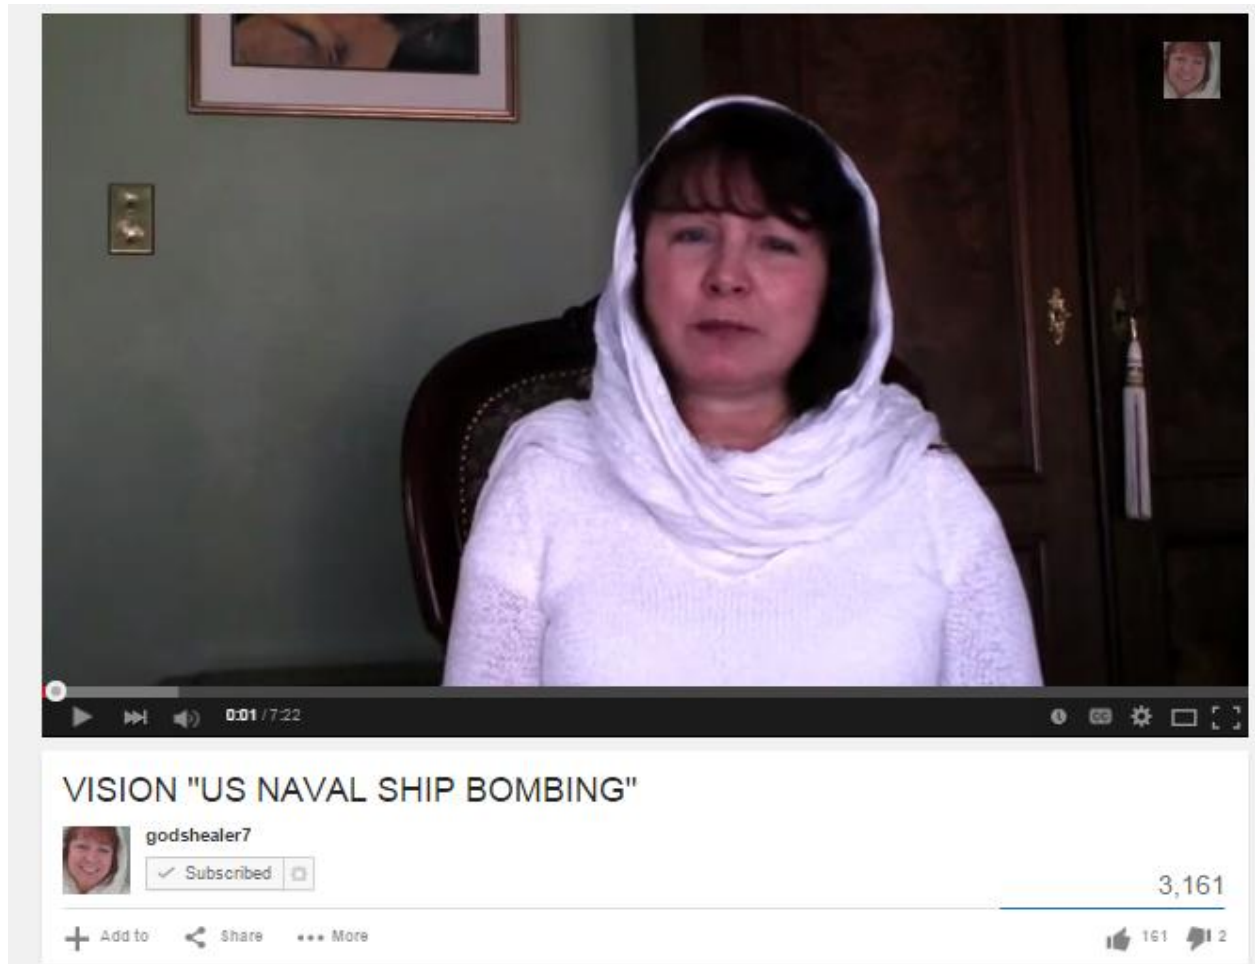 0:01 / 7:22
CC
VISION "US NAVAL SHIP BOMBING"
godshealer7
Subscribed
3,161
Add to Share More
161 2